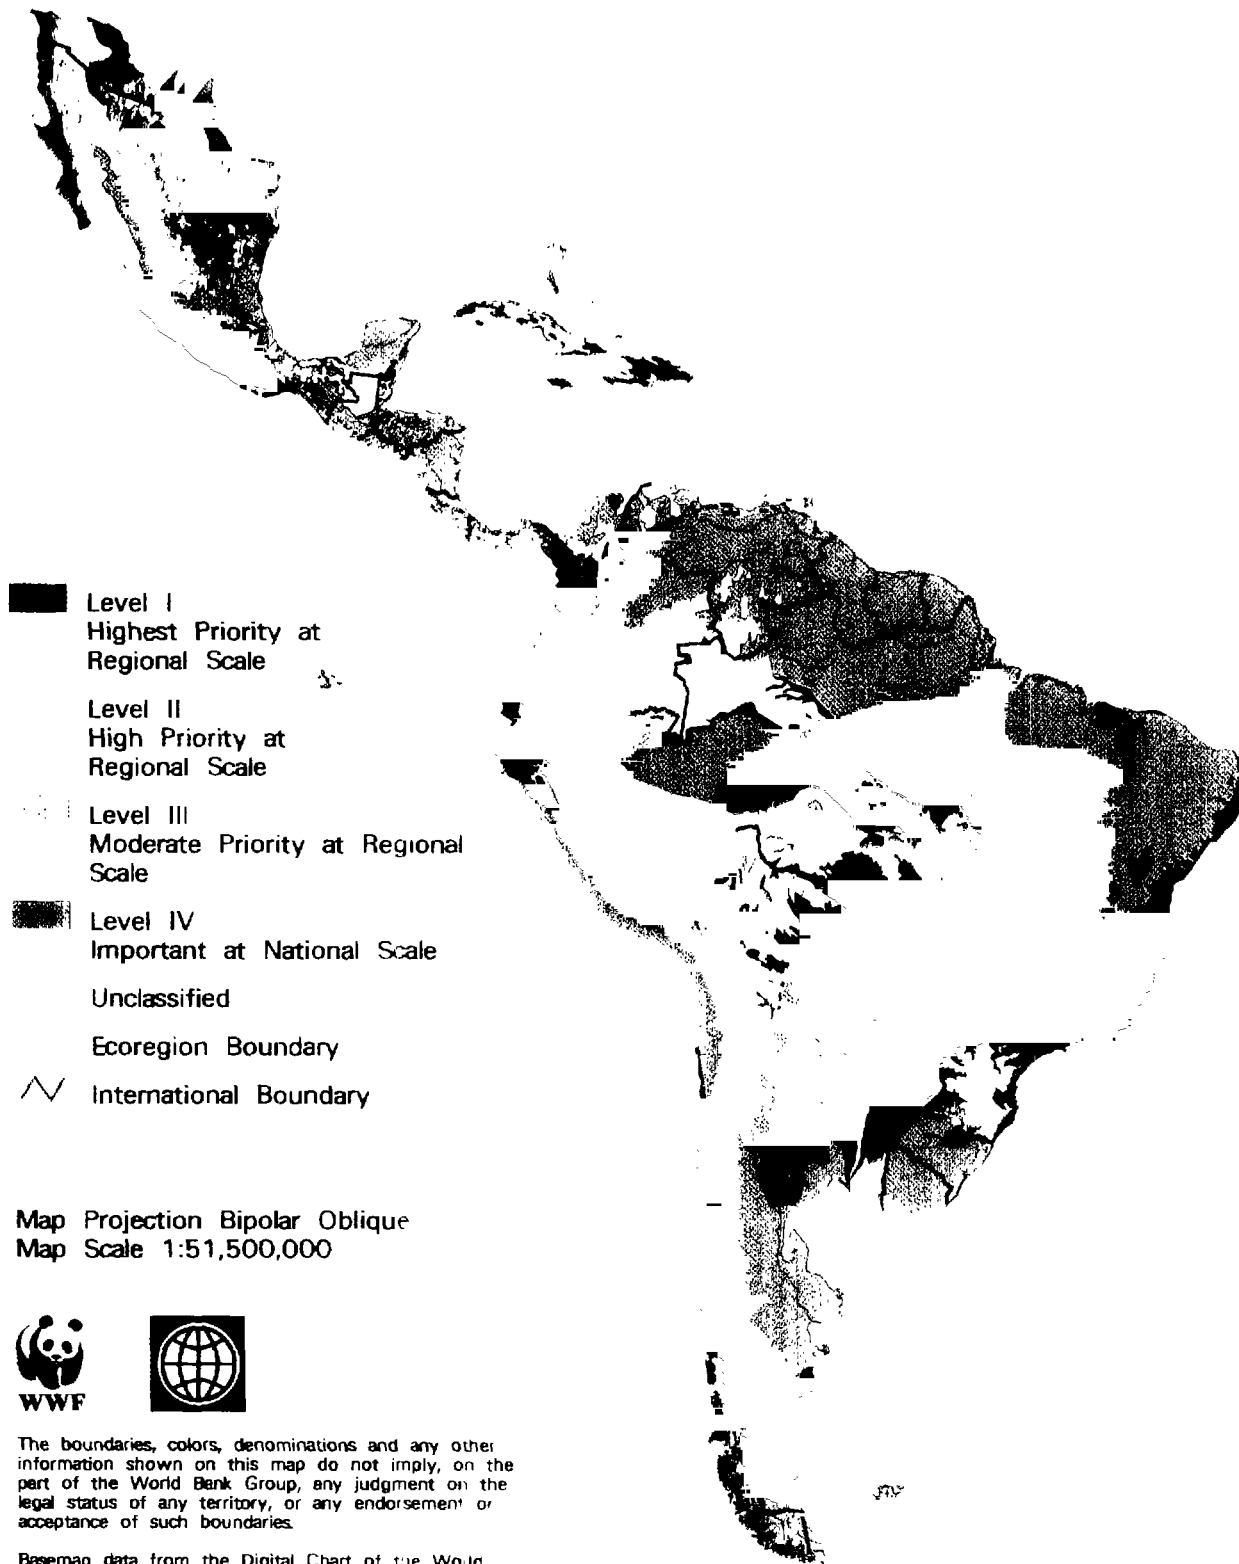 Level I
Highest Priority at
Regional Scale
Level II
High Priority at
Regional Scale
Level III
Moderate Priority at Regional
Scale
Level IV
Important at National Scale
Unclassified
Ecoregion Boundary
International Boundary
Map Projection Bipolar Oblique
Map Scale 1:51,500,000
WWF
The boundaries, colors, denominations and any other
information shown on this map do not imply, on the
part of the World Bank Group, any judgment on the
legal status of any territory, or any endorsement or
acceptance of such boundaries.
Basemap data from the Digital Chart of the World